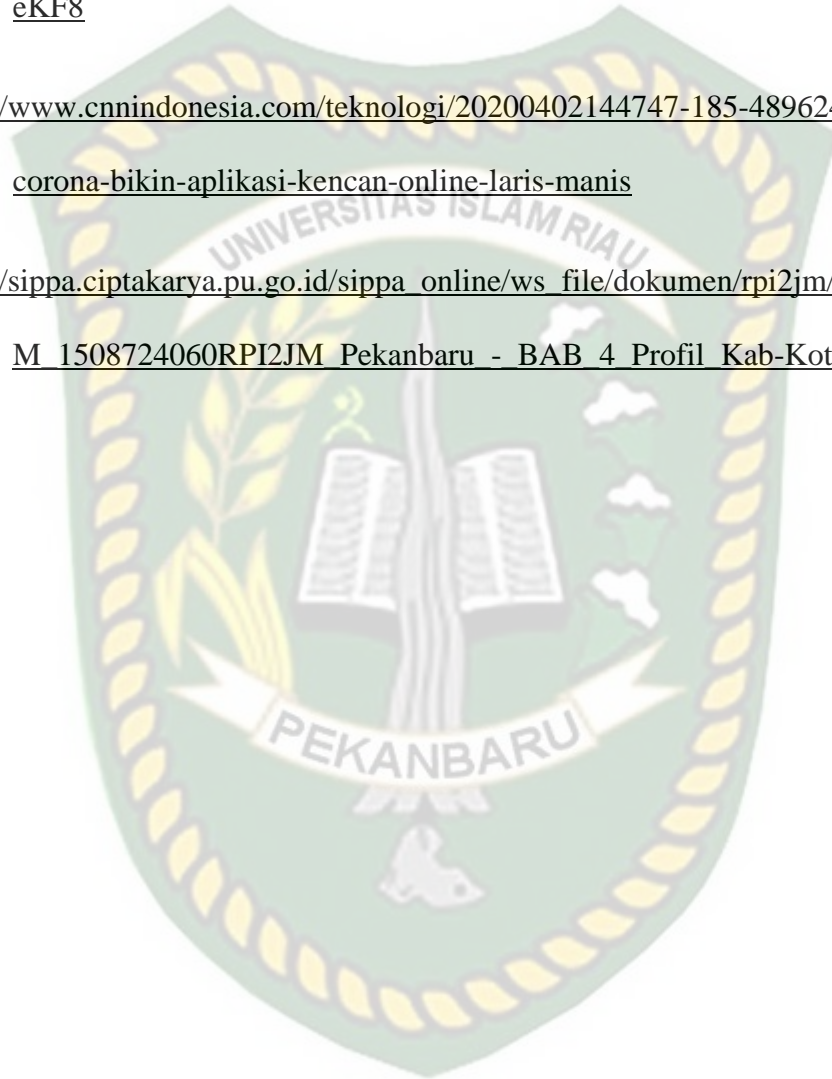 eKF8
/www.cnnindonesia.com/teknologi/20200402144747-185-489624
corona-bikin-aplikasi-kencan-online-laris-manis
UNIVERSITAS ISLAM RIAU
/sippa.ciptakarya.pu.go.id/sippa_online/ws_file/dokumen/rpi2jm/
M_1508724060RPI2JM_Pekanbaru_-_BAB_4_Profil_Kab-Kot
PEKANBARU